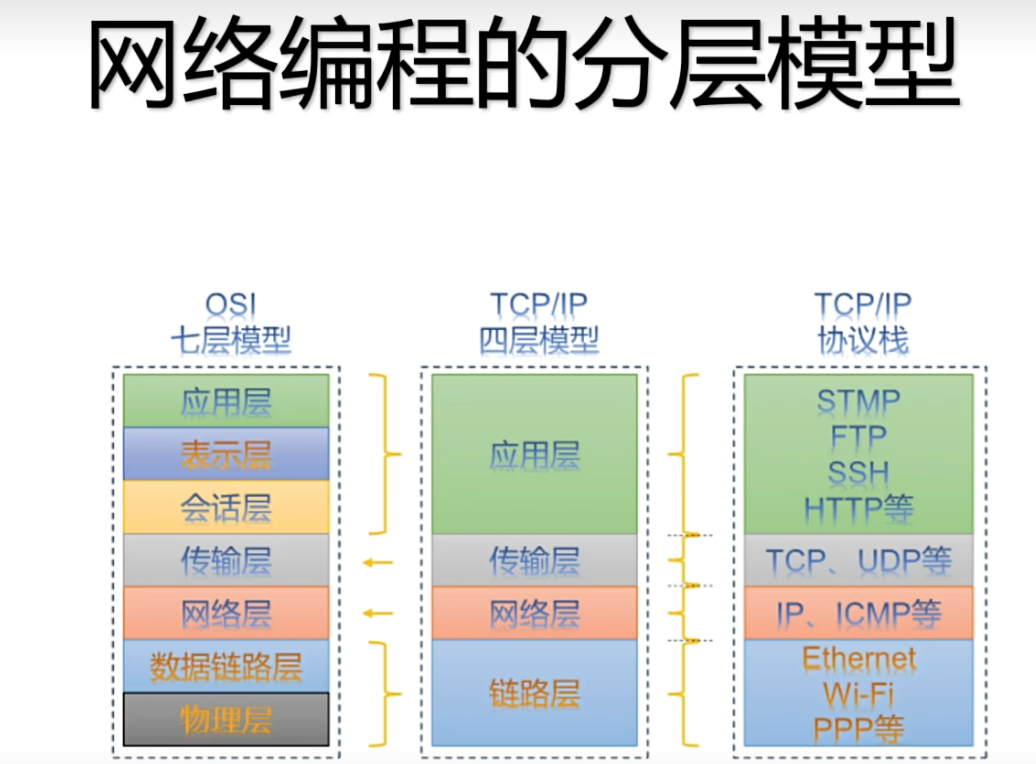 网络编程的分层模型
OSI
七层模型
应用层
表示层
会话层
传输层
网络层
数据链路层
物理层
TCP/IP
四层模型
应用层
传输层
网络层
链路层
TCP/IP
协议栈
STMP
FTP
SSH
HTTP等
TCP、UDP等
IP、ICMP等
Ethernet
Wi-Fi
PPP等